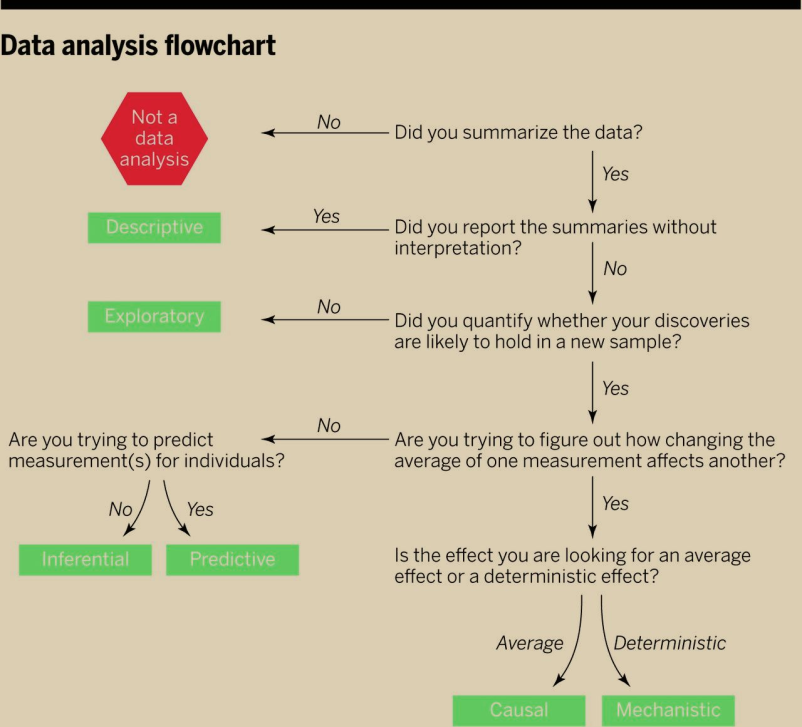 Data analysis flowchart
Not a
data
analysis
No
Did you summarize the data?
Yes
Descriptive
Yes
Did you report the summaries without
interpretation?
No
Exploratory
No
Did you quantify whether your discoveries
are likely to hold in a new sample?
Yes
Are you trying to predict
measurement(s) for individuals?
No
Are you trying to figure out how changing the
average of one measurement affects another?
No
Yes
Yes
Inferential
Predictive
Is the effect you are looking for an average
effect or a deterministic effect?
Average
Deterministic
Causal
Mechanistic